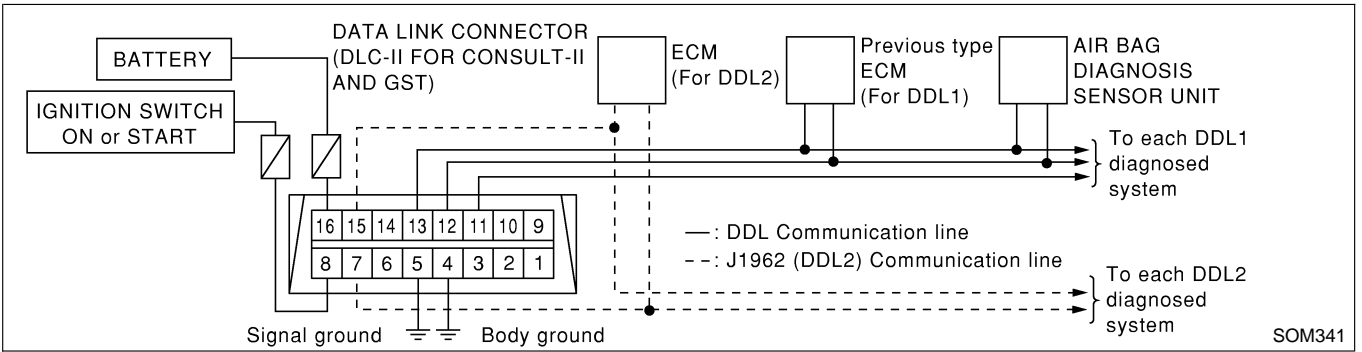 BATTERY
IGNITION SWITCH
ON or START
DATA LINK CONNECTOR
(DLC-II FOR CONSULT-II
AND GST)
ECM
(For DDL2)
Previous type
ECM
(For DDL1)
AIR BAG
DIAGNOSIS
SENSOR UNIT
To each DDL1
diagnosed
system
16 15 14 13 12 11 10 9
8 7 6 5 4 3 2 1
— : DDL Communication line
-- : J1962 (DDL2) Communication line
To each DDL2
diagnosed
system
Signal ground
Body ground
SOM341